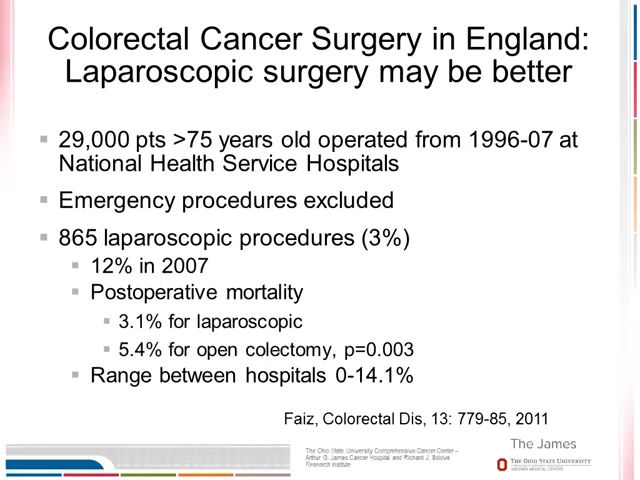 Colorectal Cancer Surgery in England:
Laparoscopic surgery may be better
29,000 pts >75 years old operated from 1996-07 at
National Health Service Hospitals
Emergency procedures excluded
865 laparoscopic procedures (3%)
12% in 2007
Postoperative mortality
3.1% for laparoscopic
5.4% for open colectomy, p=0.003
Range between hospitals 0-14.1%
Faiz, Colorectal Dis, 13: 779-85, 2011
The Ohio State University Comprehensive Cancer Center –
Arthur G. James Cancer Hospital and Richard J. Solove
Research Institute
The James
THE OHIO STATE UNIVERSITY
WEXNER MEDICAL CENTER